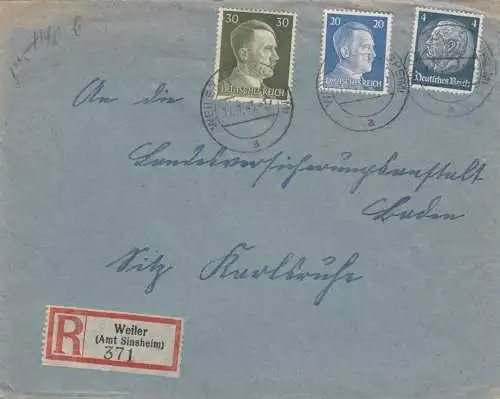 30 30
DEUTSCHES REICH
20 20
DEUTSCHES REICH
4 4
Deutsches Reich
An die
Landesversicherungsanstalt
Baden
Sitz Karlsruhe
R
Weiler
(Amt Sinsheim)
371